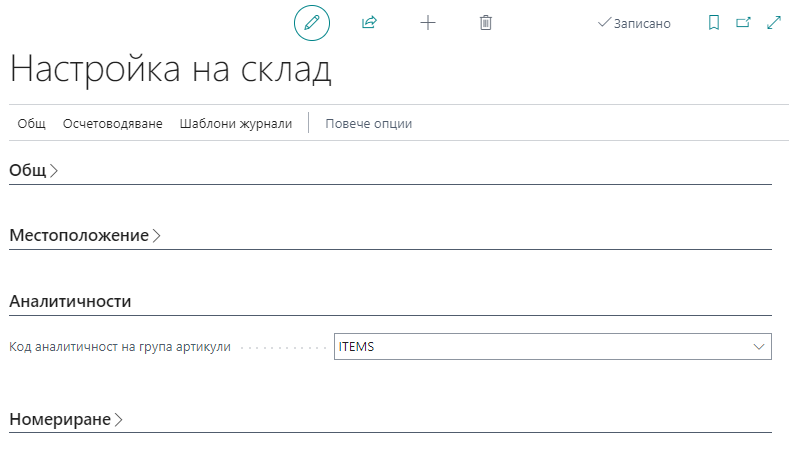 Записано
Настройка на склад
Общ Осчетоводяване Шаблони журнали Повече опции
Общ
Местоположение
Аналитичности
Код аналитичност на група артикули ITEMS
Номериране